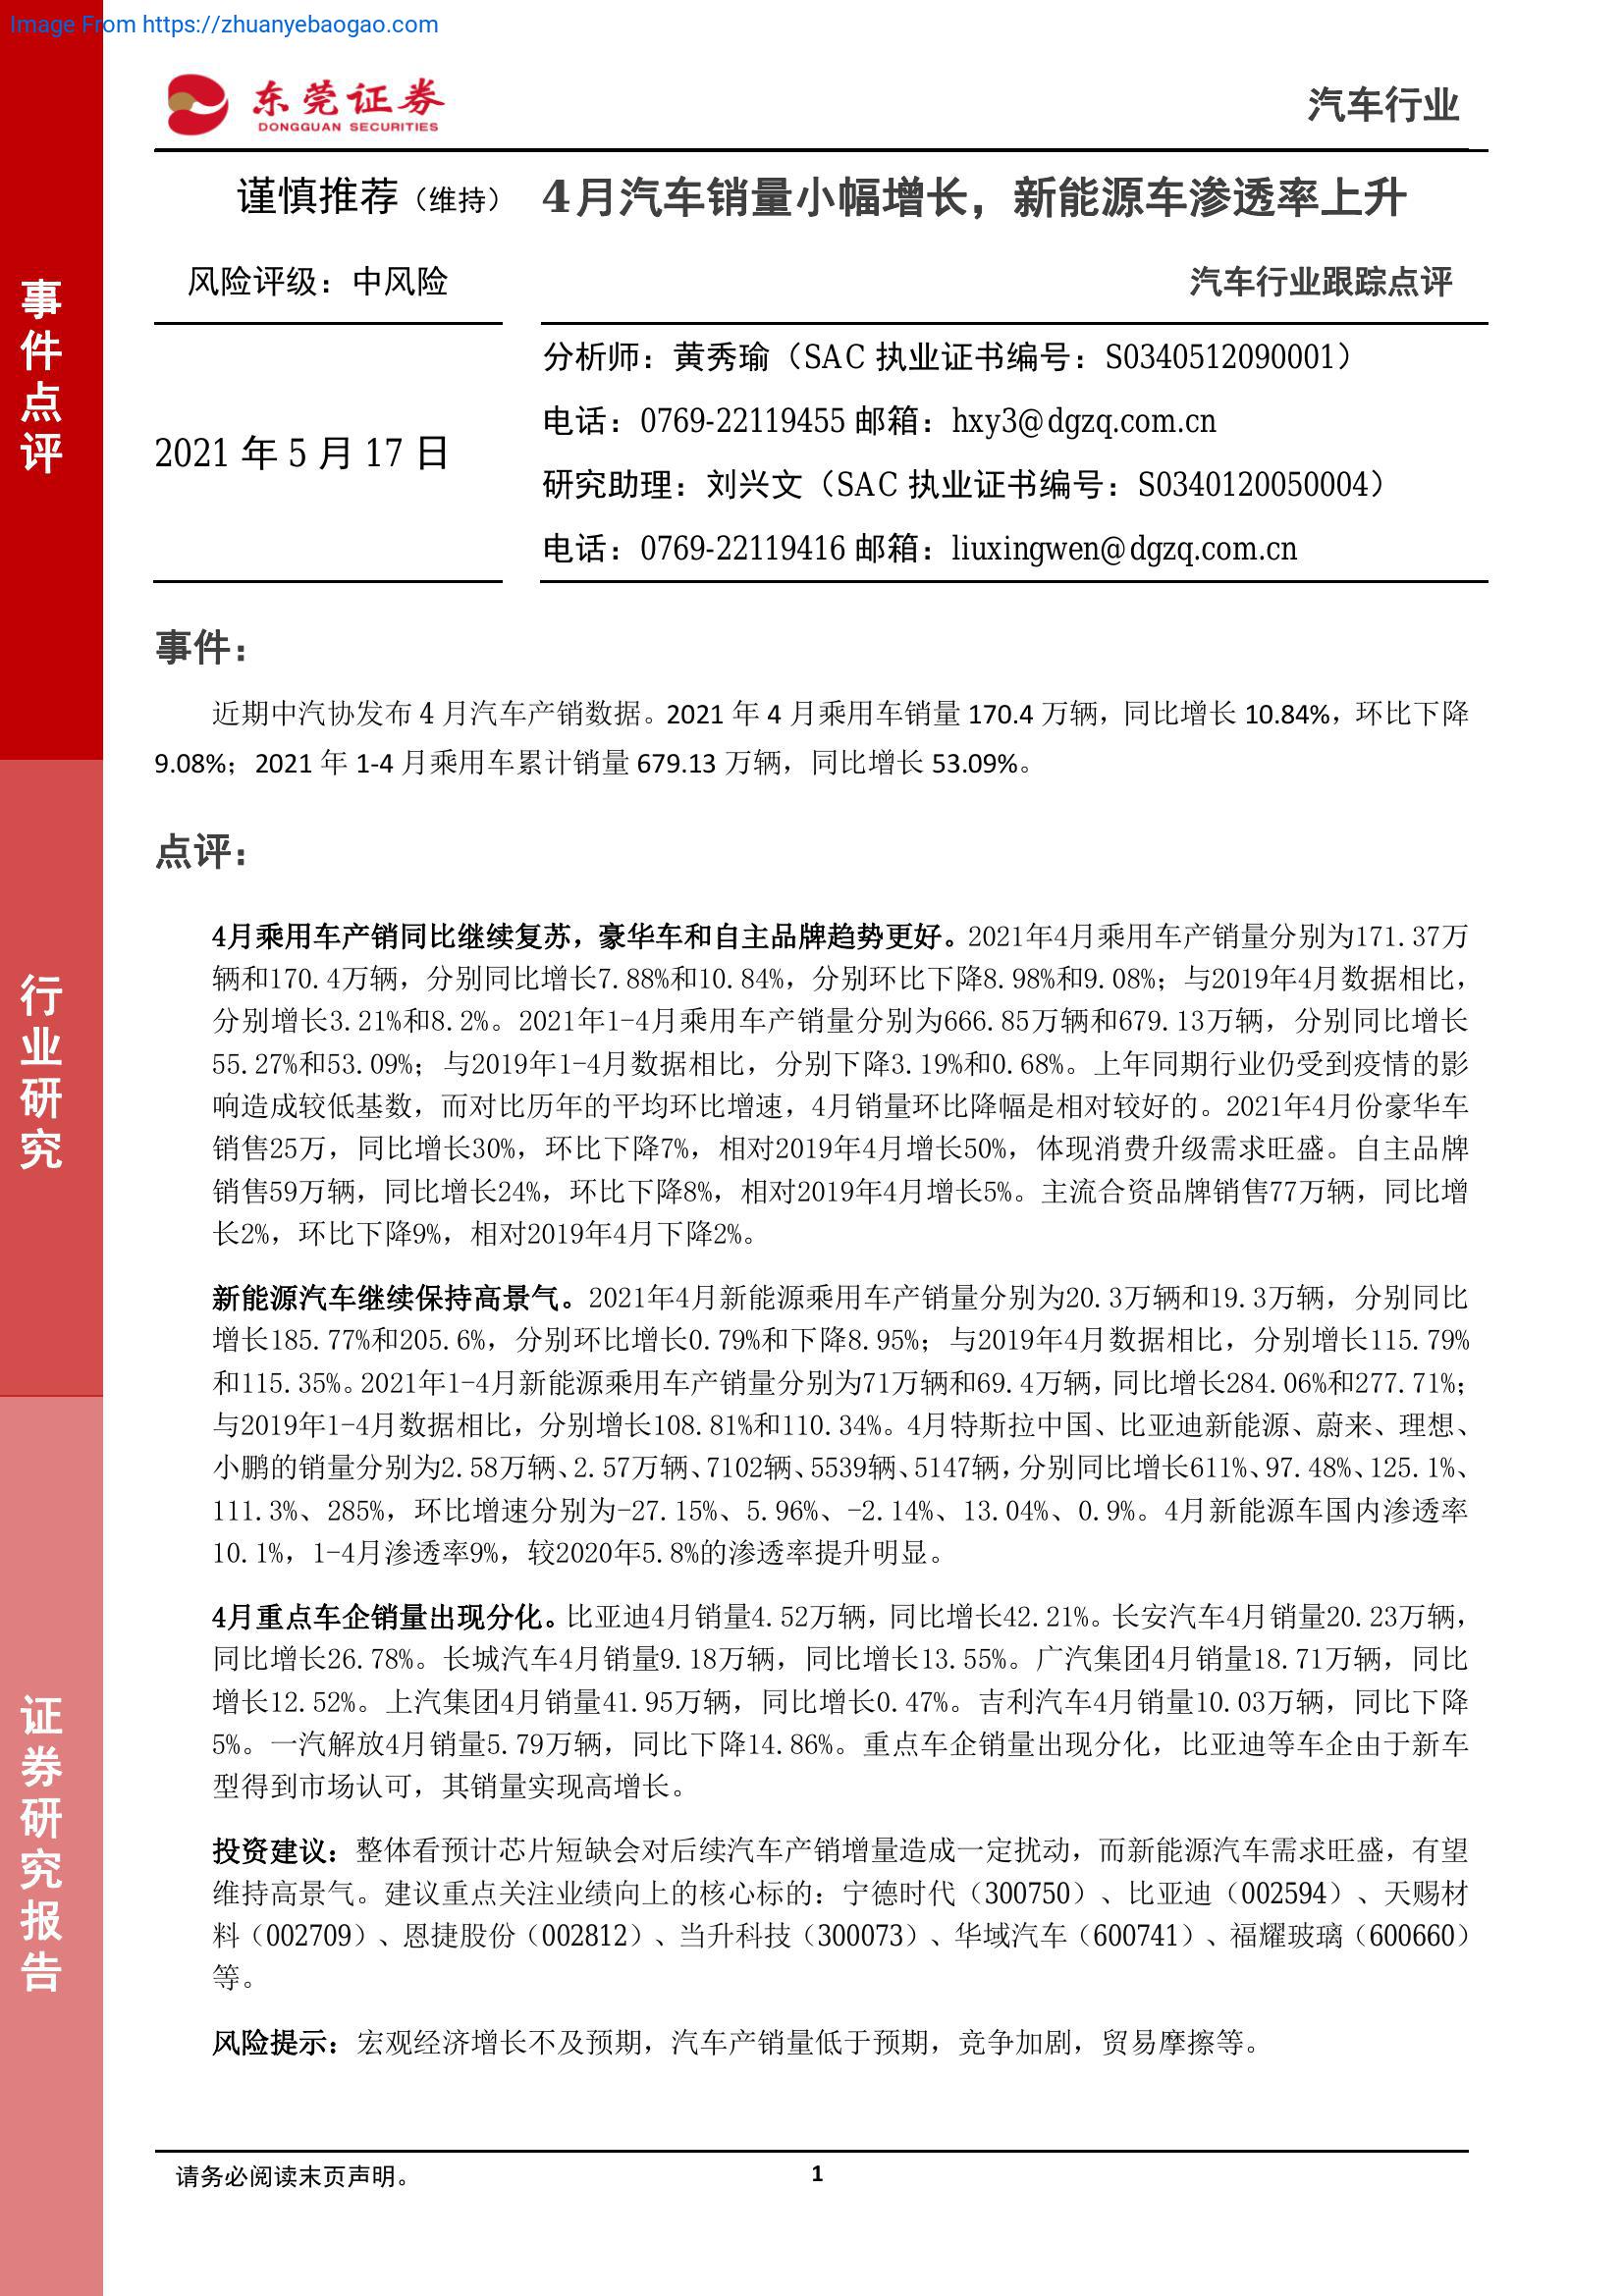 Image From https://zhuanyebaogao.com
东莞证券
DONGGUAN SECURITIES
汽车行业
谨慎推荐（维持）
4月汽车销量小幅增长，新能源车渗透率上升
风险评级：中风险
汽车行业跟踪点评
2021 年 5 月 17 日
分析师：黄秀瑜（SAC 执业证书编号：S0340512090001）
电话：0769-22119455 邮箱：hxy3@dgzq.com.cn
研究助理：刘兴文（SAC 执业证书编号：S0340120050004）
电话：0769-22119416 邮箱：liuxingwen@dgzq.com.cn
事件点评
行业研究
证券研究报告
事件：
近期中汽协发布 4 月汽车产销数据。2021 年 4 月乘用车销量 170.4 万辆，同比增长 10.84%，环比下降
9.08%；2021 年 1-4 月乘用车累计销量 679.13 万辆，同比增长 53.09%。
点评：
4月乘用车产销同比继续复苏，豪华车和自主品牌趋势更好。2021年4月乘用车产销量分别为171.37万
辆和170.4万辆，分别同比增长7.88%和10.84%，分别环比下降8.98%和9.08%；与2019年4月数据相比，
分别增长3.21%和8.2%。2021年1-4月乘用车产销量分别为666.85万辆和679.13万辆，分别同比增长
55.27%和53.09%；与2019年1-4月数据相比，分别下降3.19%和0.68%。上年同期行业仍受到疫情的影
响造成较低基数，而对比历年的平均环比增速，4月销量环比降幅是相对较好的。2021年4月份豪华车
销售25万，同比增长30%，环比下降7%，相对2019年4月增长50%，体现消费升级需求旺盛。自主品牌
销售59万辆，同比增长24%，环比下降8%，相对2019年4月增长5%。主流合资品牌销售77万辆，同比增
长2%，环比下降9%，相对2019年4月下降2%。
新能源汽车继续保持高景气。2021年4月新能源乘用车产销量分别为20.3万辆和19.3万辆，分别同比
增长185.77%和205.6%，分别环比增长0.79%和下降8.95%；与2019年4月数据相比，分别增长115.79%
和115.35%。2021年1-4月新能源乘用车产销量分别为71万辆和69.4万辆，同比增长284.06%和277.71%；
与2019年1-4月数据相比，分别增长108.81%和110.34%。4月特斯拉中国、比亚迪新能源、蔚来、理想、
小鹏的销量分别为2.58万辆、2.57万辆、7102辆、5539辆、5147辆，分别同比增长611%、97.48%、125.1%、
111.3%、285%，环比增速分别为-27.15%、5.96%、-2.14%、13.04%、0.9%。4月新能源车国内渗透率
10.1%，1-4月渗透率9%，较2020年5.8%的渗透率提升明显。
4月重点车企销量出现分化。比亚迪4月销量4.52万辆，同比增长42.21%。长安汽车4月销量20.23万辆，
同比增长26.78%。长城汽车4月销量9.18万辆，同比增长13.55%。广汽集团4月销量18.71万辆，同比
增长12.52%。上汽集团4月销量41.95万辆，同比增长0.47%。吉利汽车4月销量10.03万辆，同比下降
5%。一汽解放4月销量5.79万辆，同比下降14.86%。重点车企销量出现分化，比亚迪等车企由于新车
型得到市场认可，其销量实现高增长。
投资建议：整体看预计芯片短缺会对后续汽车产销增量造成一定扰动，而新能源汽车需求旺盛，有望
维持高景气。建议重点关注业绩向上的核心标的：宁德时代（300750）、比亚迪（002594）、天赐材
料（002709）、恩捷股份（002812）、当升科技（300073）、华域汽车（600741）、福耀玻璃（600660）
等。
风险提示：宏观经济增长不及预期，汽车产销量低于预期，竞争加剧，贸易摩擦等。
请务必阅读末页声明。
1